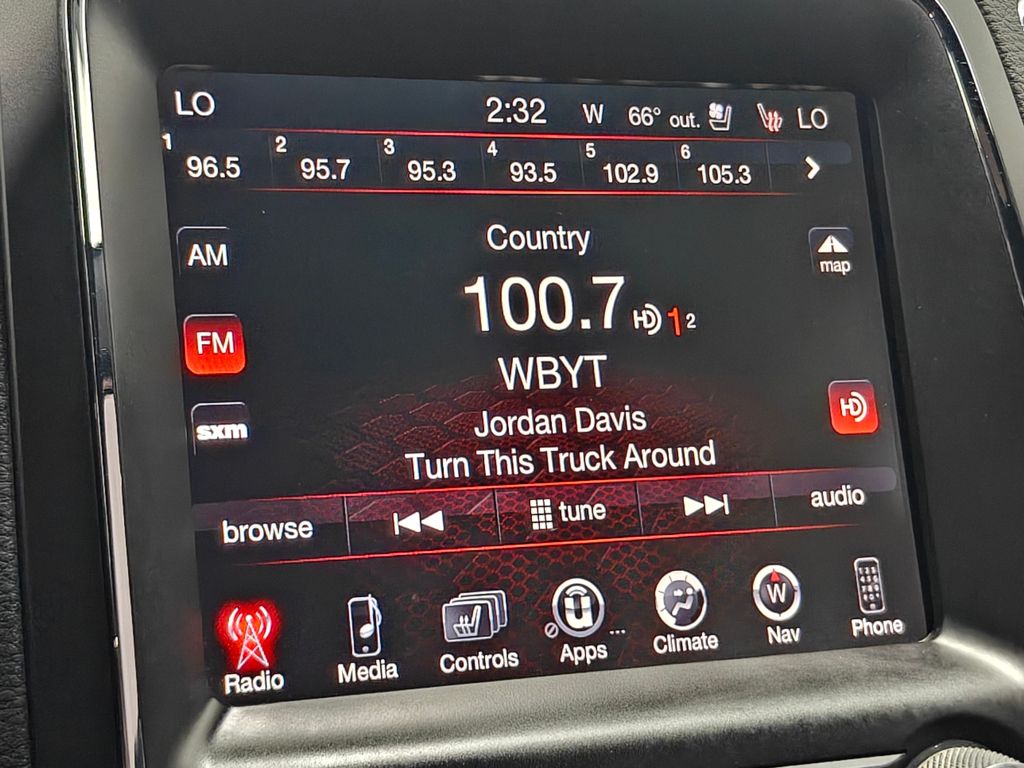 LO 2:32 W 66° out. LO
1 2 3 4 5 6
96.5 95.7 95.3 93.5 102.9 105.3
Country
AM
map
100.7 HD 1 2
FM
WBYT
HD
Jordan Davis
sxm
Turn This Truck Around
browse tune audio
W
Radio Media Controls Apps ... Climate Nav Phone